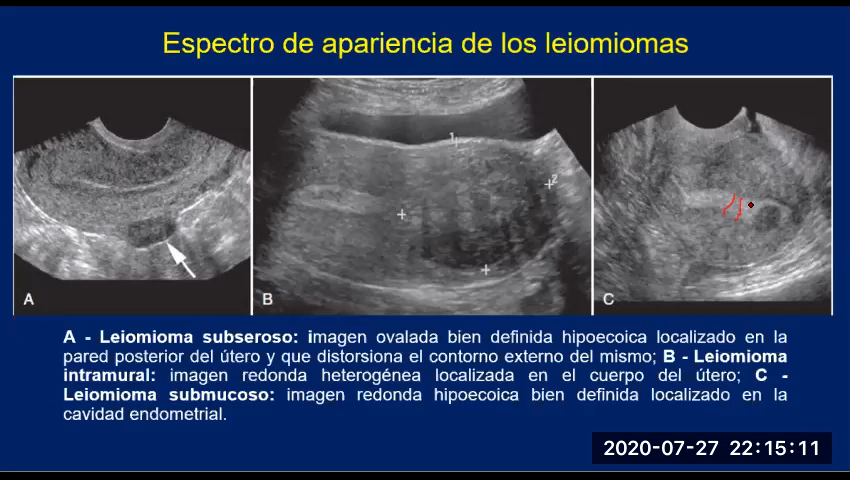 Espectro de apariencia de los leiomiomas
1
2
A
B
C
A - Leiomioma subseroso: imagen ovalada bien definida hipoecoica localizado en la
pared posterior del útero y que distorsiona el contorno externo del mismo; B - Leiomioma
intramural: imagen redonda heterogénea localizada en el cuerpo del útero; C -
Leiomioma submucoso: imagen redonda hipoecoica bien definida localizado en la
cavidad endometrial.
2020-07-27 22:15:11